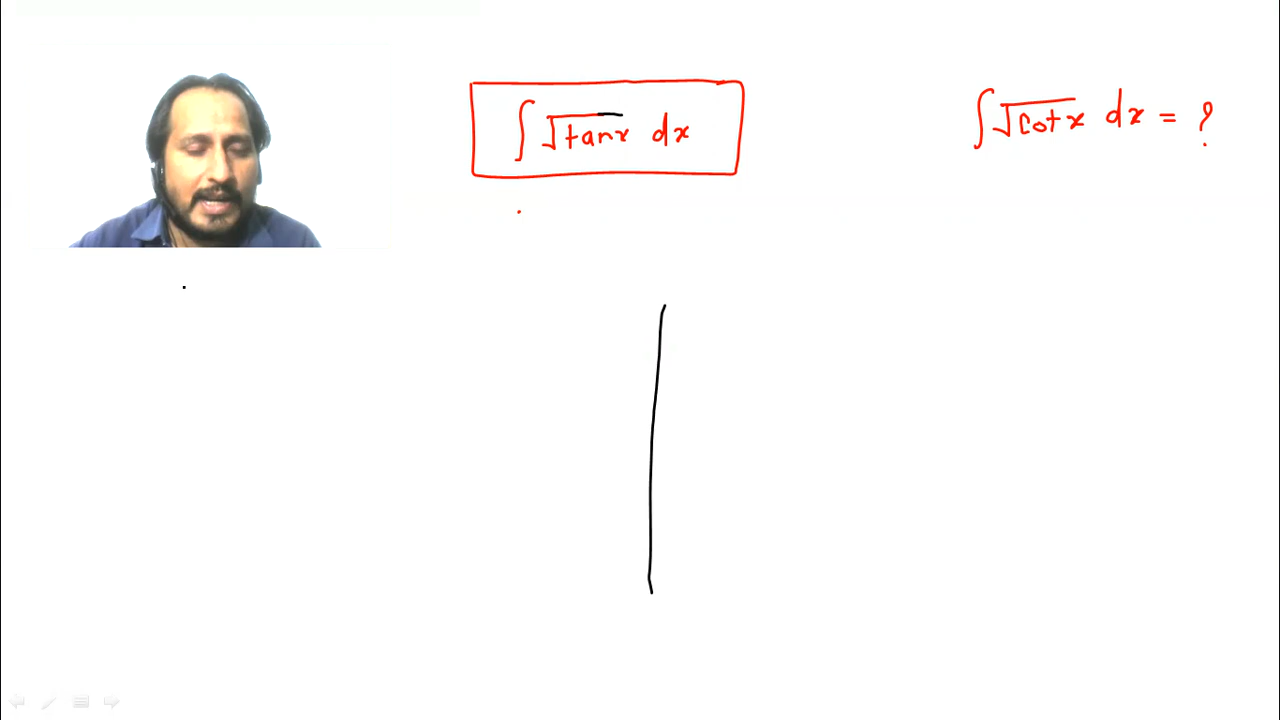 ∫ √tanx dx
∫ √cotx dx = ?